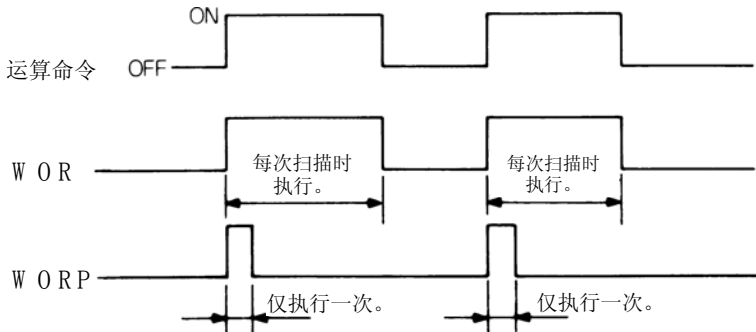 ON
运算命令 OFF
W O R
每次扫描时
执行。
每次扫描时
执行。
W O R P
仅执行一次。
仅执行一次。